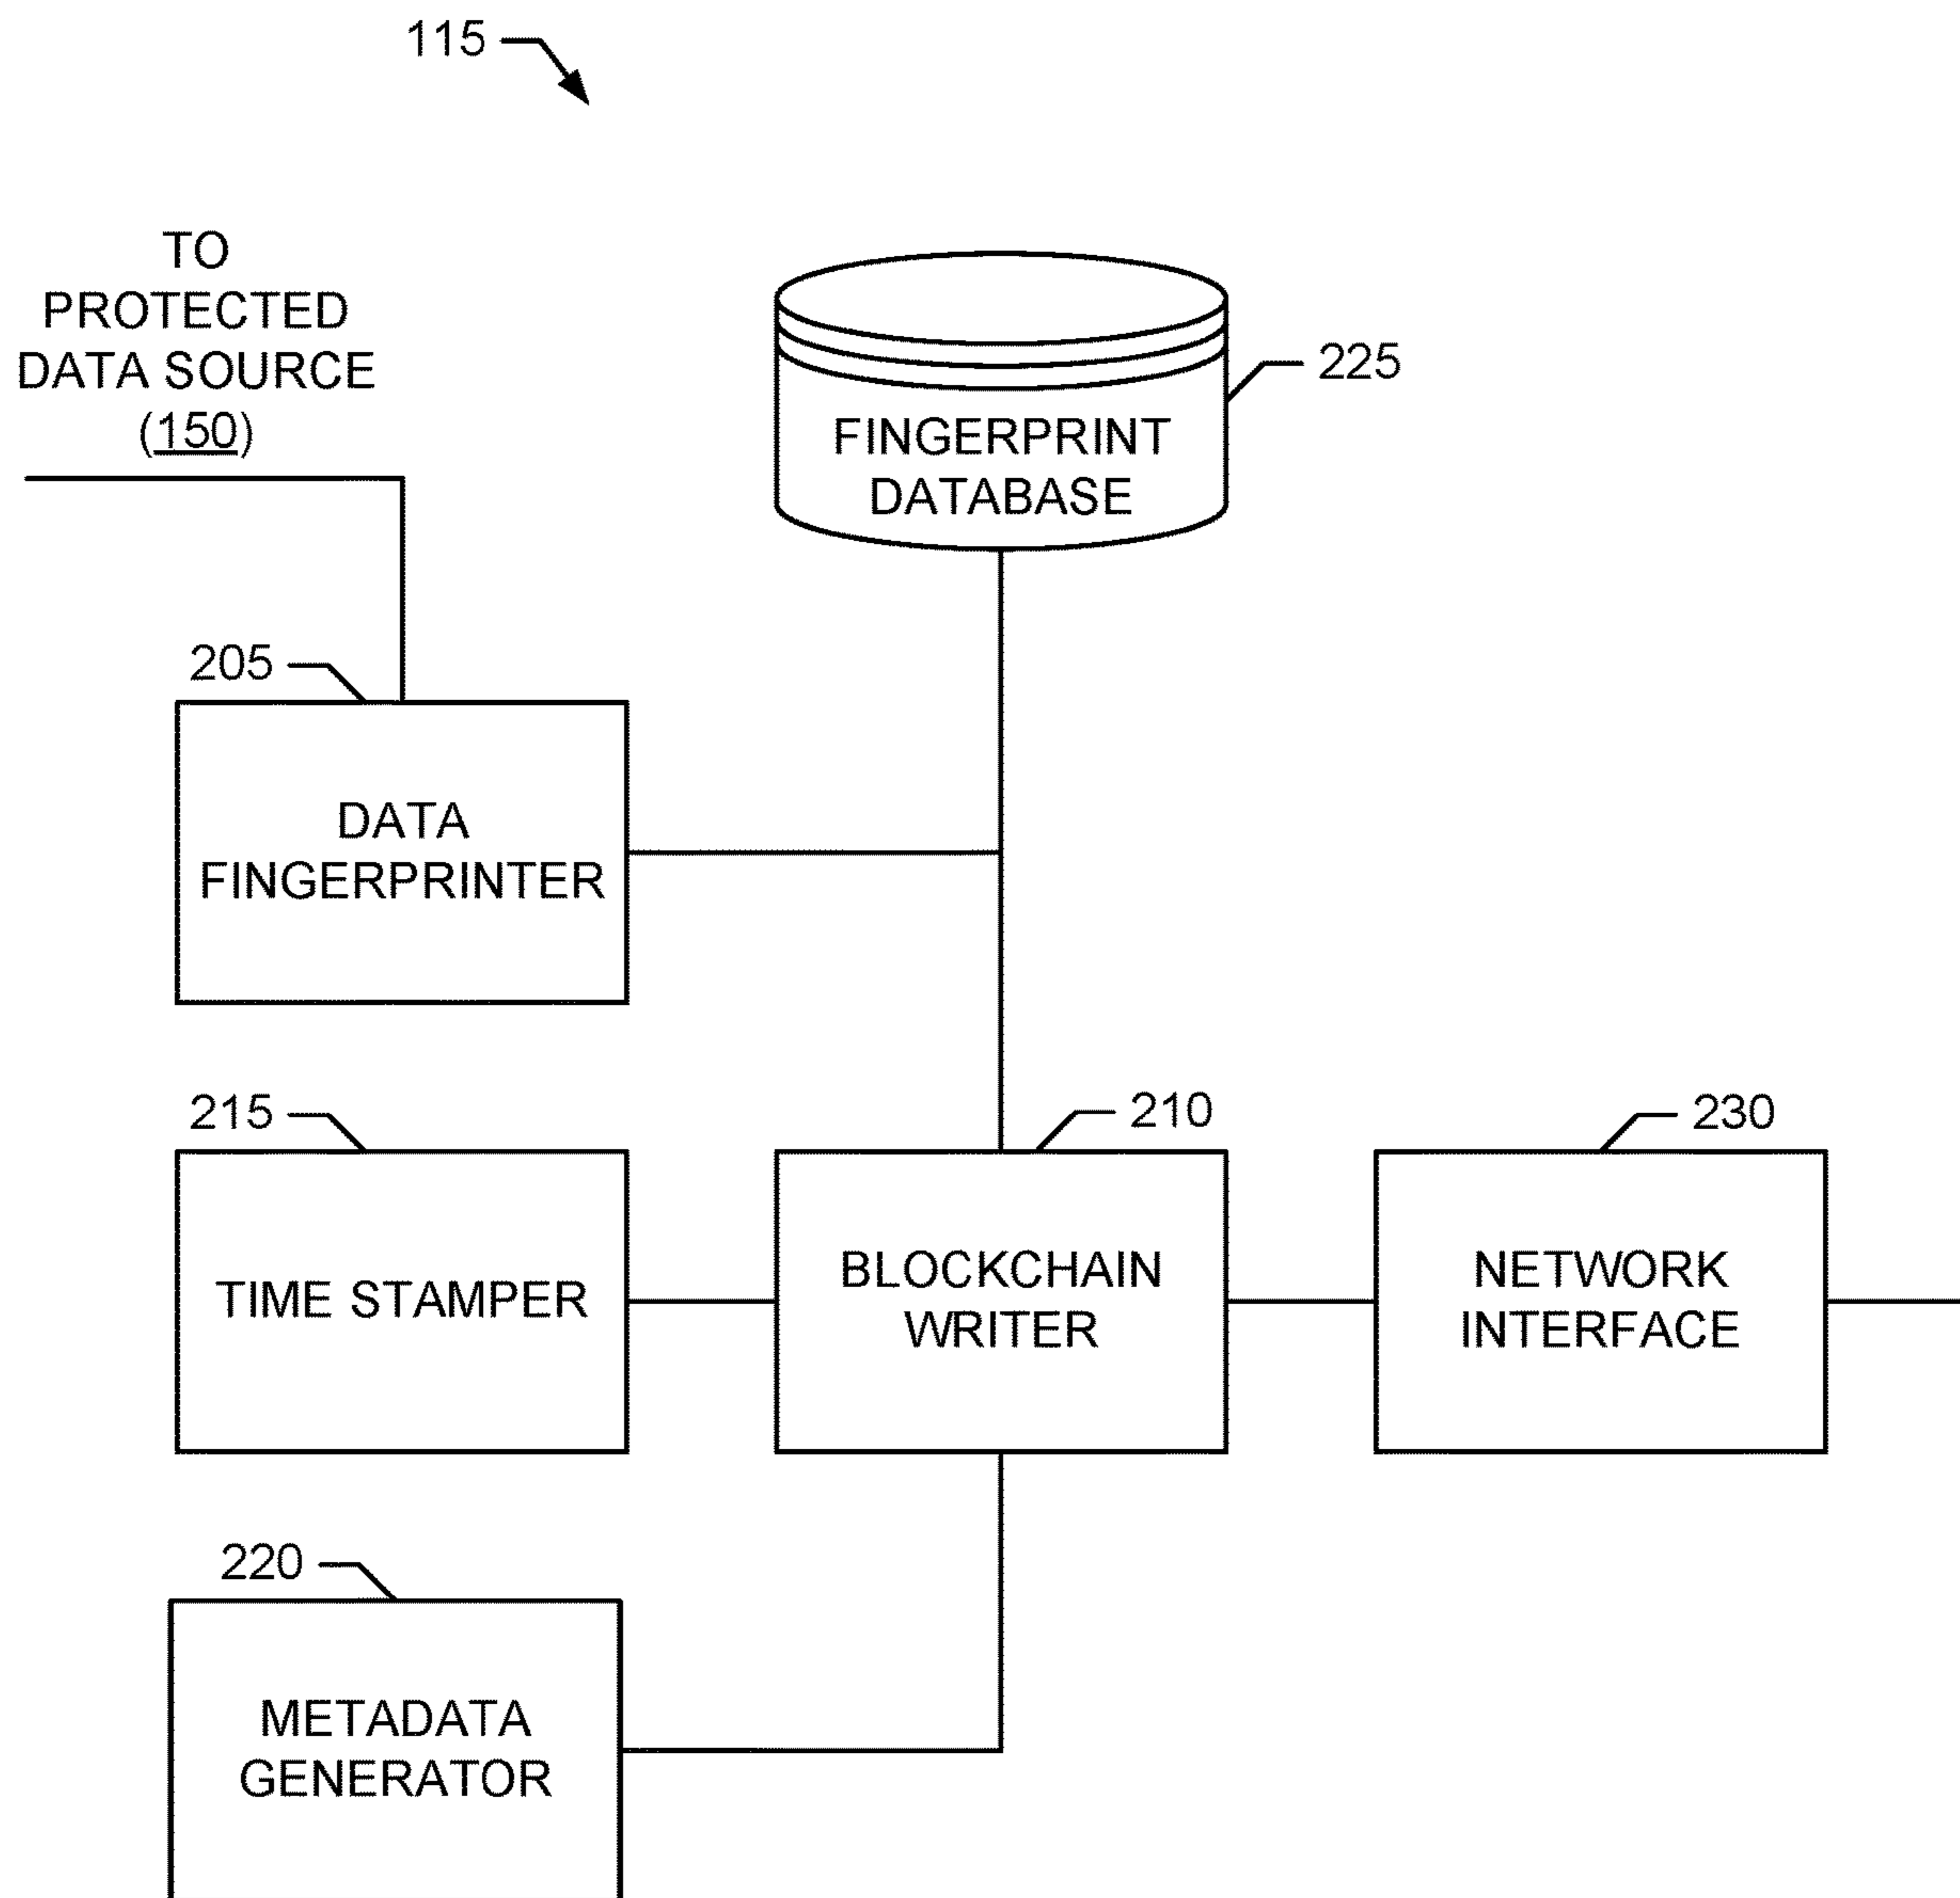 115
TO
PROTECTED
DATA SOURCE
(150)
225
FINGERPRINT
DATABASE
205
DATA
FINGERPRINTER
215
210
230
TIME STAMPER
BLOCKCHAIN
WRITER
NETWORK
INTERFACE
220
METADATA
GENERATOR